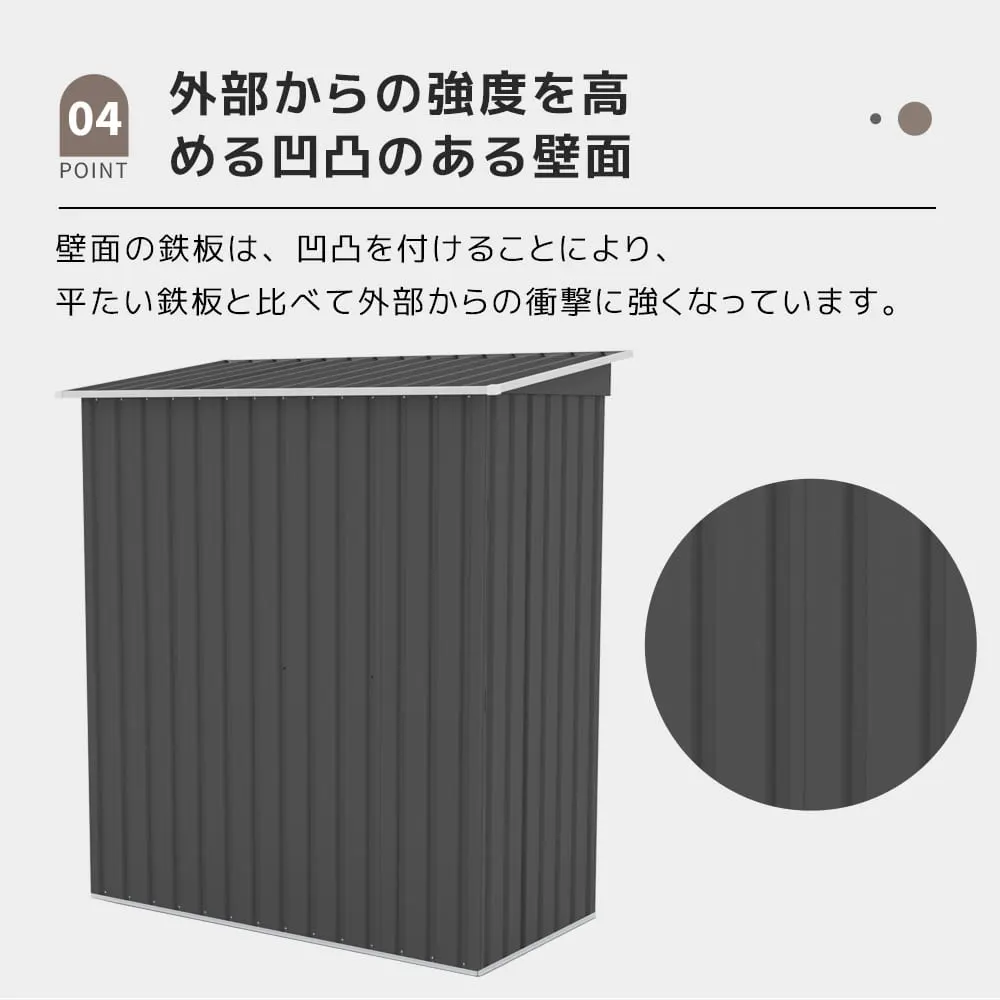 04
POINT
外部からの強度を高
める凹凸のある壁面
壁面の鉄板は、凹凸を付けることにより、
平たい鉄板と比べて外部からの衝撃に強くなっています。